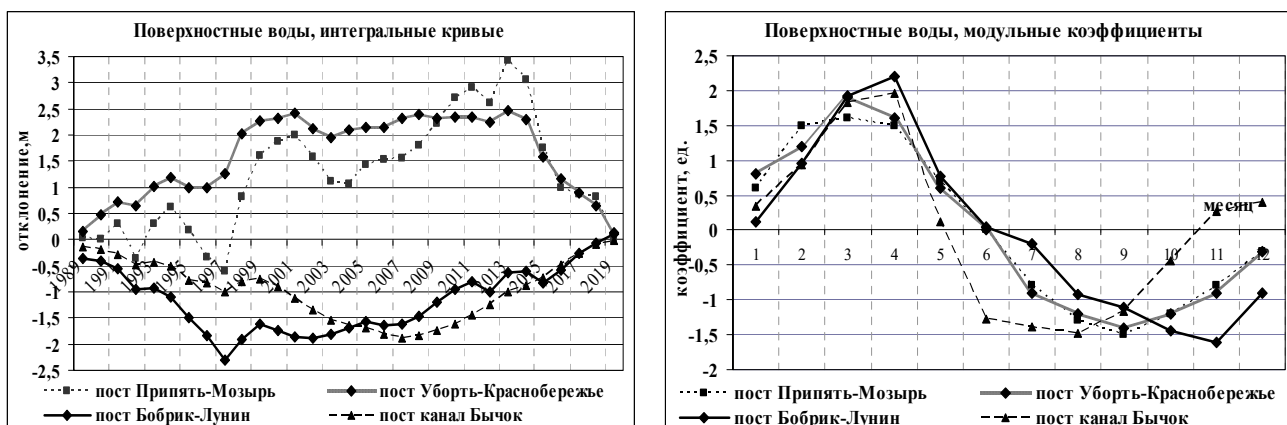 Поверхностные воды, интегральные кривые
отклонение,м
3,5
3
2,5
2
1,5
1
0,5
0
-0,5
-1
-1,5
-2
-2,5
1989
1991
1993
1995
1997
1999
2001
2003
2005
2007
2009
2011
2013
2015
2017
2019
пост Припять-Мозырь
пост Уборть-Краснобережье
пост Бобрик-Лунин
пост канал Бычок
Поверхностные воды, модульные коэффициенты
коэффициент, ед.
2,5
2
1,5
1
0,5
0
-0,5
-1
-1,5
-2
месяц
1 2 3 4 5 6 7 8 9 10 11 12
пост Припять-Мозырь
пост Уборть-Краснобережье
пост Бобрик-Лунин
пост канал Бычок